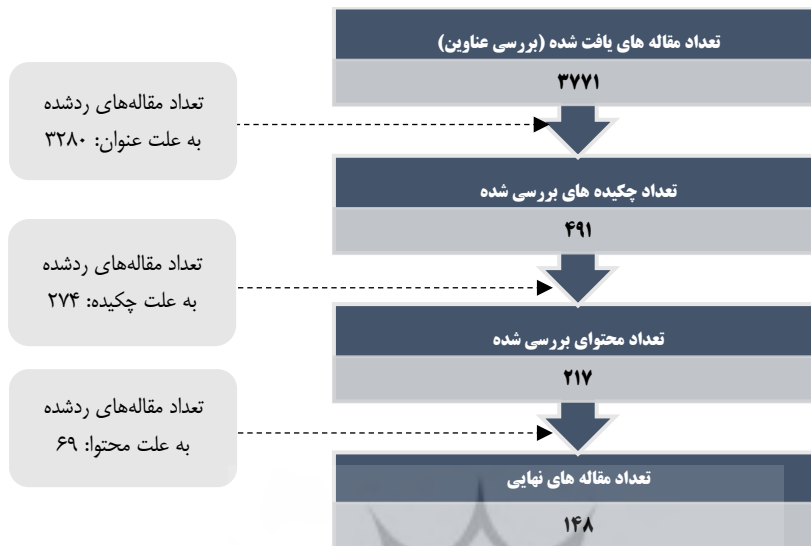 تعداد مقاله های یافت شده (بررسی عناوین)
۳۷۷۱
تعداد مقاله‌های ردشده
به علت عنوان: ۳۲۸۰
تعداد چکیده های بررسی شده
۴۹۱
تعداد مقاله‌های ردشده
به علت چکیده: ۲۷۴
تعداد محتوای بررسی شده
۲۱۷
تعداد مقاله‌های ردشده
به علت محتوا: ۶۹
تعداد مقاله های نهایی
۱۴۸